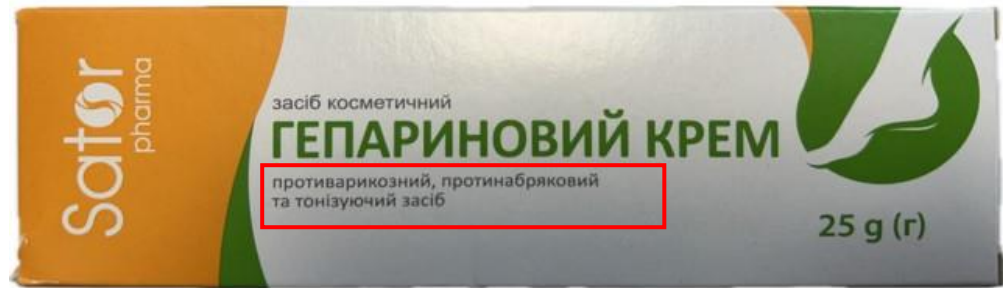 Sator
pharma
засіб косметичний
ГЕПАРИНОВИЙ КРЕМ
противарикозний, протинабряковий
та тонізуючий засіб
25 g (г)